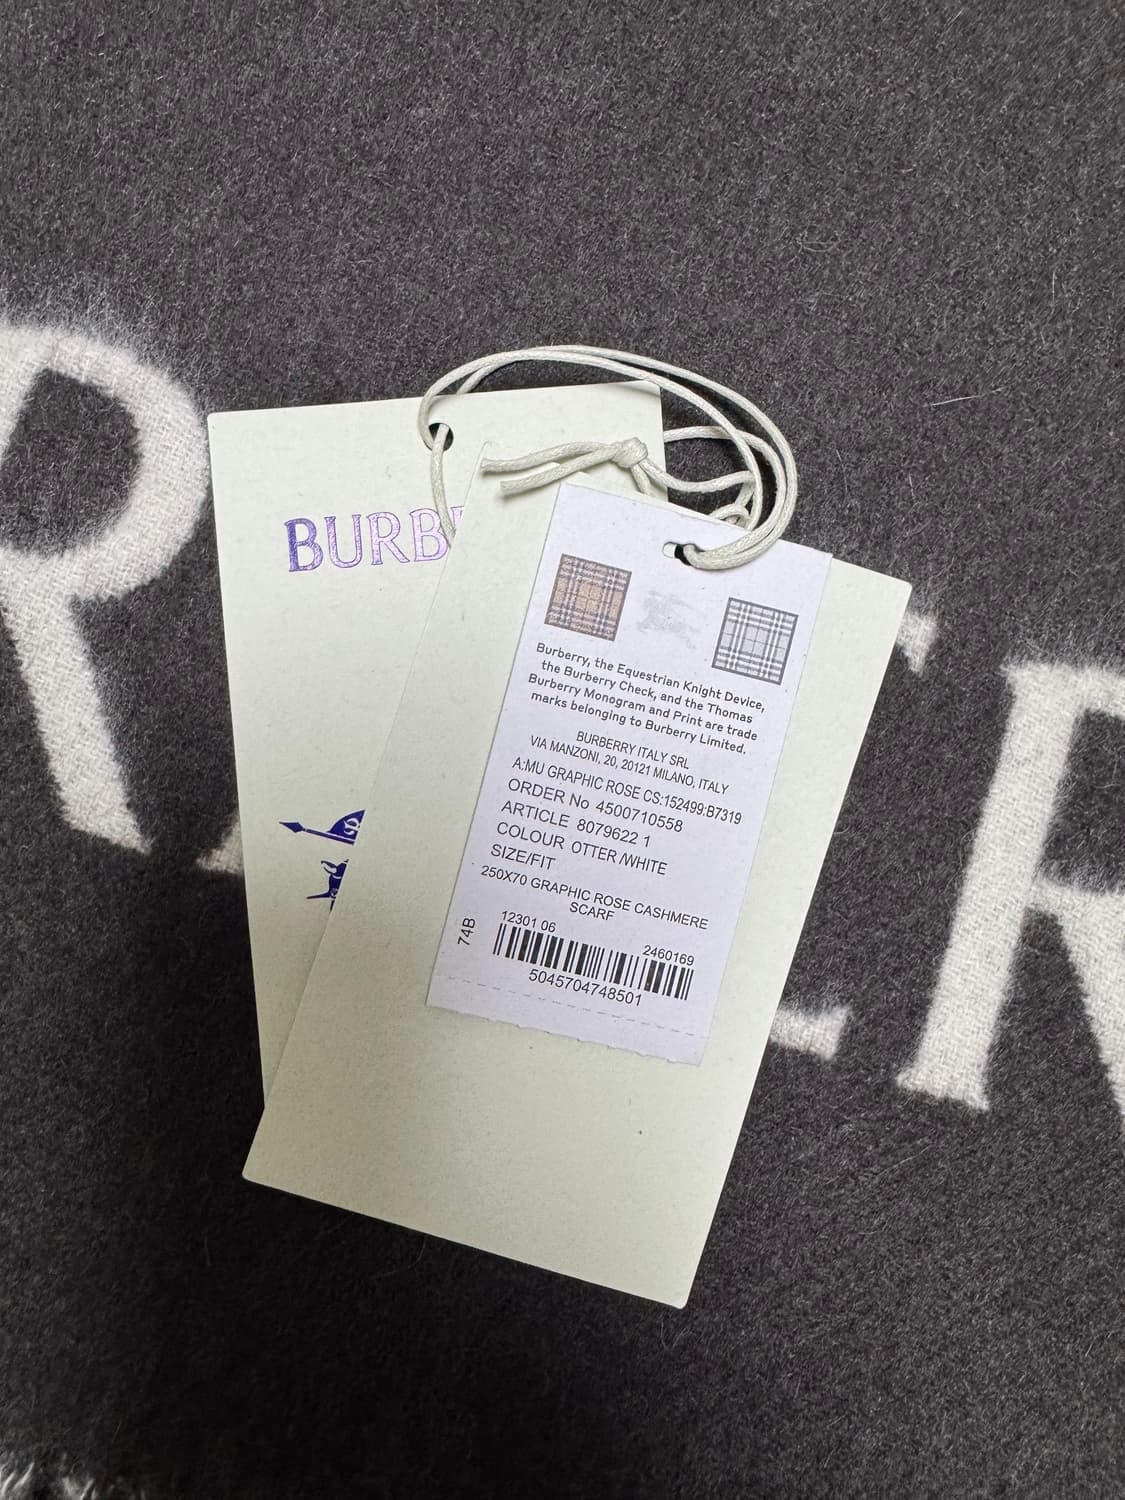 BURB
Burberry, the Equestrian Knight Device,
the Burberry Check, and the Thomas
Burberry Monogram and Print are trade
marks belonging to Burberry Limited.
BURBERRY ITALY SRL
VIA MANZONI, 20, 20121 MILANO, ITALY
A:MU GRAPHIC ROSE CS:152499:B7319
ORDER No 4500710558
ARTICLE 8079622 1
COLOUR OTTER /WHITE
SIZE/FIT
250X70 GRAPHIC ROSE CASHMERE
SCARF
74B
12301 06 2460169
5045704748501
R
R